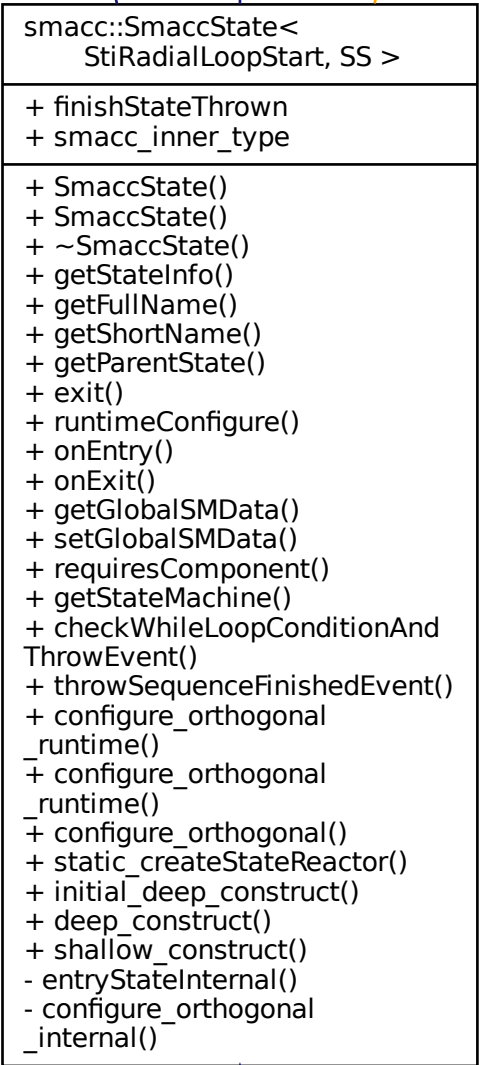 smacc::SmaccState<
StiRadialLoopStart, SS >
+ finishStateThrown
+ smacc_inner_type
+ SmaccState()
+ SmaccState()
+ ~SmaccState()
+ getStateInfo()
+ getFullName()
+ getShortName()
+ getParentState()
+ exit()
+ runtimeConfigure()
+ onEntry()
+ onExit()
+ getGlobalSMData()
+ setGlobalSMData()
+ requiresComponent()
+ getStateMachine()
+ checkWhileLoopConditionAnd
ThrowEvent()
+ throwSequenceFinishedEvent()
+ configure_orthogonal
_runtime()
+ configure_orthogonal
_runtime()
+ configure_orthogonal()
+ static_createStateReactor()
+ initial_deep_construct()
+ deep_construct()
+ shallow_construct()
- entryStateInternal()
- configure_orthogonal
_internal()